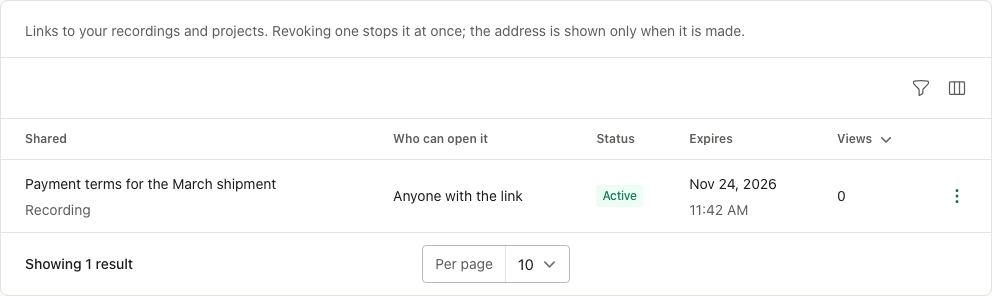 Links to your recordings and projects. Revoking one stops it at once; the address is shown only when it is made.
Shared Who can open it Status Expires Views
Payment terms for the March shipment
Recording
Anyone with the link
Active
Nov 24, 2026
11:42 AM
0
Showing 1 result
Per page 10